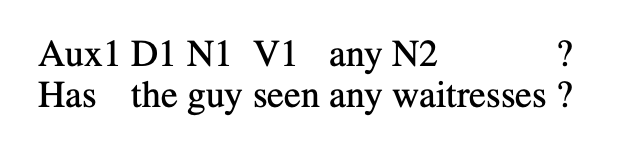 Aux1 D1 N1 V1 any N2 ?
Has the guy seen any waitresses ?